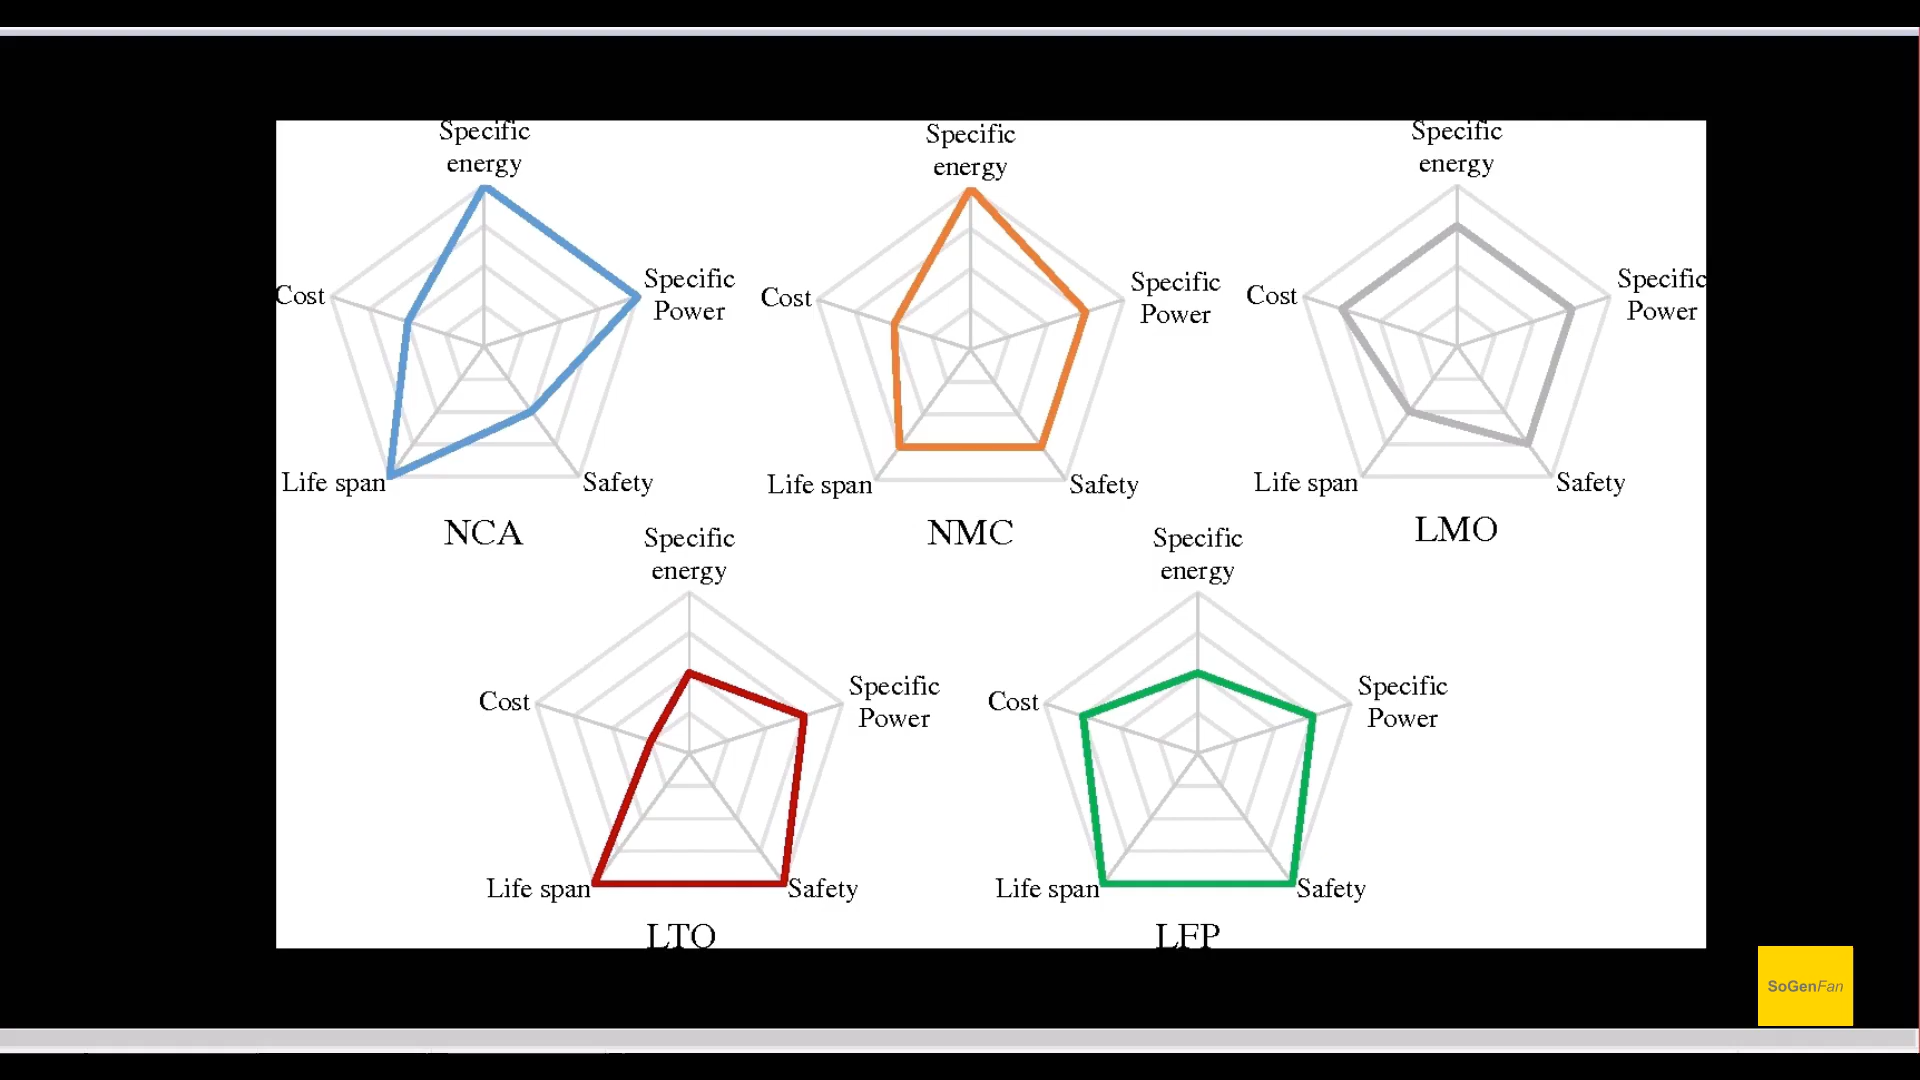 Specific
energy
Specific
Power
Safety
Life span
Cost
NCA
Specific
energy
Specific
Power
Safety
Life span
Cost
NMC
Specific
energy
Specific
Power
Safety
Life span
Cost
LMO
Specific
energy
Specific
Power
Safety
Life span
Cost
LTO
Specific
energy
Specific
Power
Safety
Life span
Cost
LFP
SoGenFan